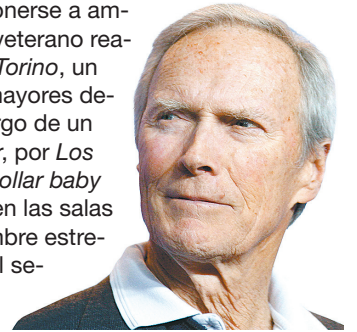 onerse a am-
veterano rea-
Torino, un
mayores de-
rgo de un
r, por Los
ollar baby
en las salas
mbre estre-
l se-